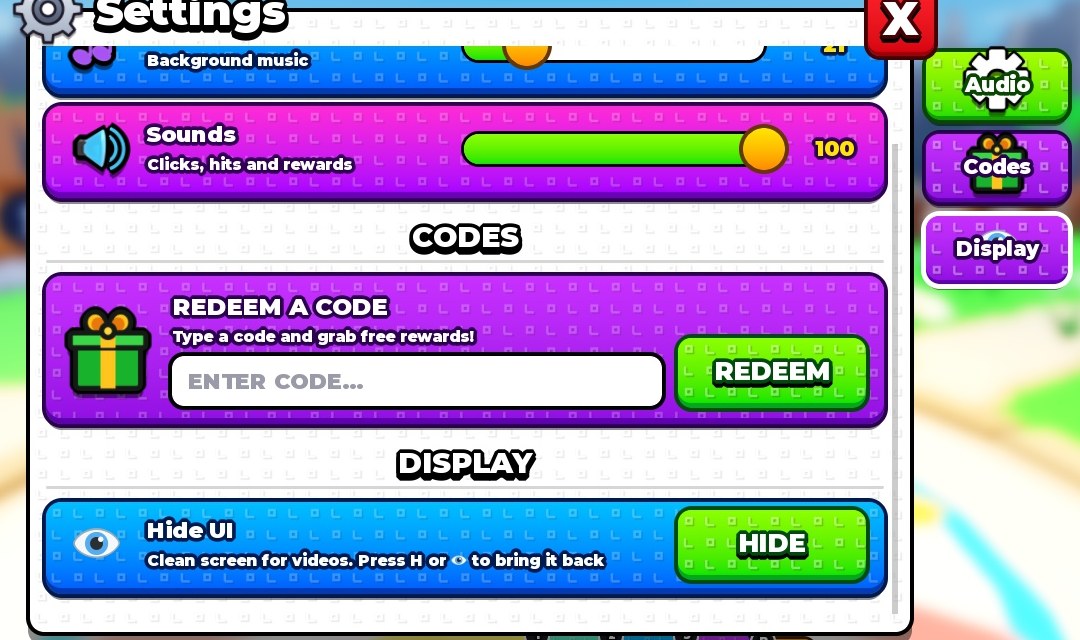 Settings
X
Background music
21
Audio
Sounds
Clicks, hits and rewards
100
Codes
CODES
Display
REDEEM A CODE
Type a code and grab free rewards!
ENTER CODE...
REDEEM
DISPLAY
Hide UI
Clean screen for videos. Press H or 👁 to bring it back
HIDE